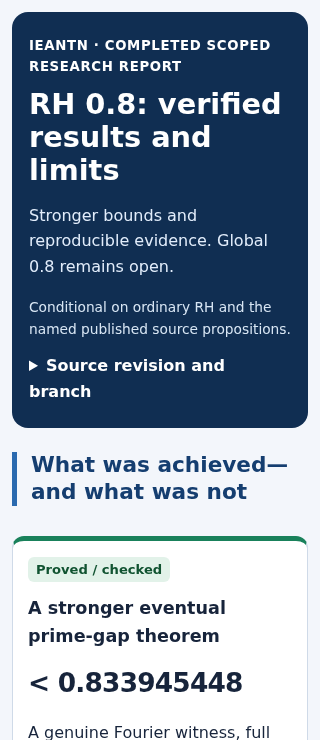 IEANTN · COMPLETED SCOPED
RESEARCH REPORT
RH 0.8: verified
results and
limits
Stronger bounds and
reproducible evidence. Global
0.8 remains open.
Conditional on ordinary RH and the
named published source propositions.
▶ Source revision and
branch
What was achieved—
and what was not
Proved / checked
A stronger eventual
prime-gap theorem
< 0.833945448
A genuine Fourier witness, full